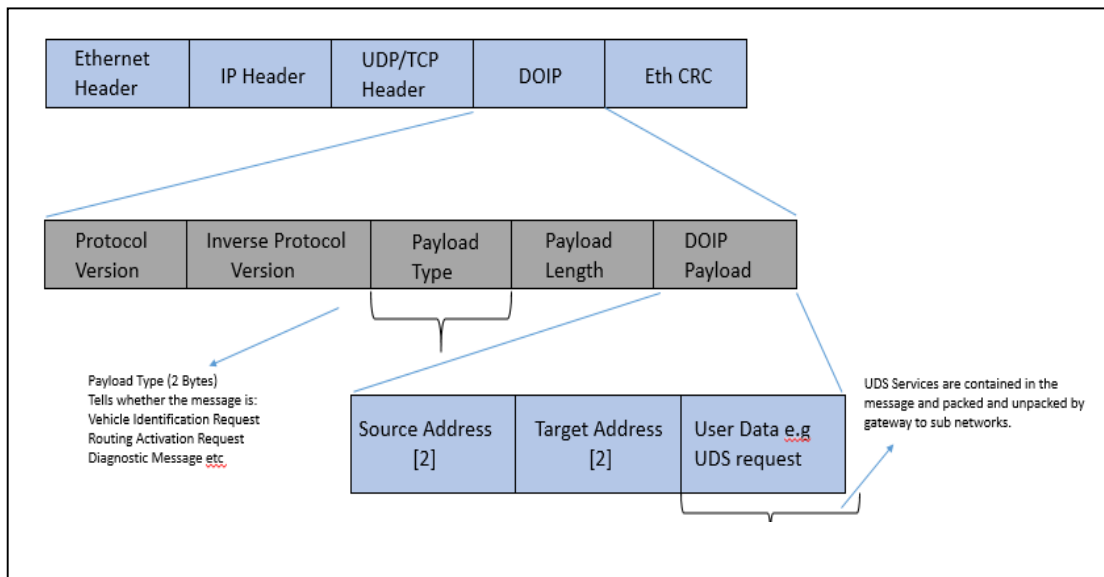 Ethernet
Header
IP Header
UDP/TCP
Header
DOIP
Eth CRC
Protocol
Version
Inverse Protocol
Version
Payload
Type
Payload
Length
DOIP
Payload
Payload Type (2 Bytes)
Tells whether the message is:
Vehicle Identification Request
Routing Activation Request
Diagnostic Message etc
Source Address
[2]
Target Address
[2]
User Data e.g
UDS request
UDS Services are contained in the
message and packed and unpacked by
gateway to sub networks.